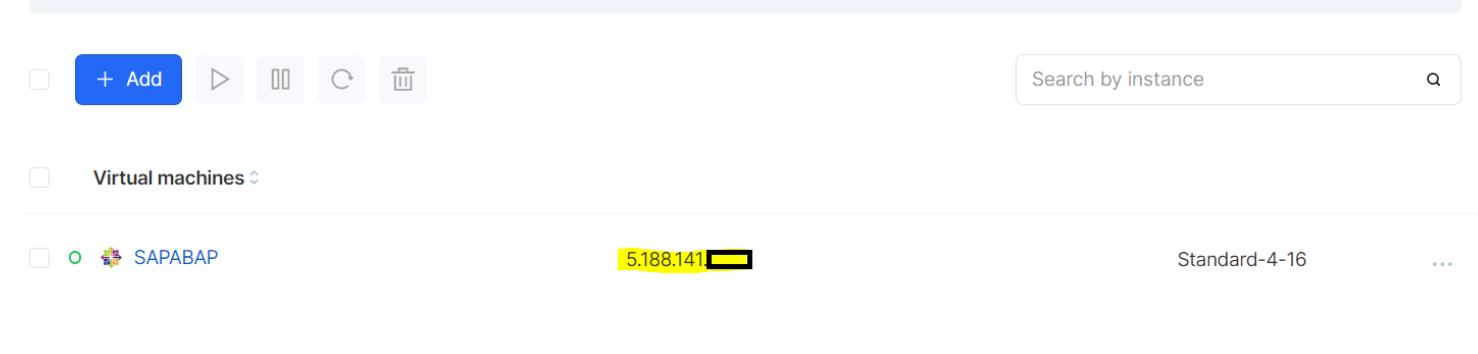 + Add
Search by instance
Virtual machines
SAPABAP 5.188.141. Standard-4-16 ...